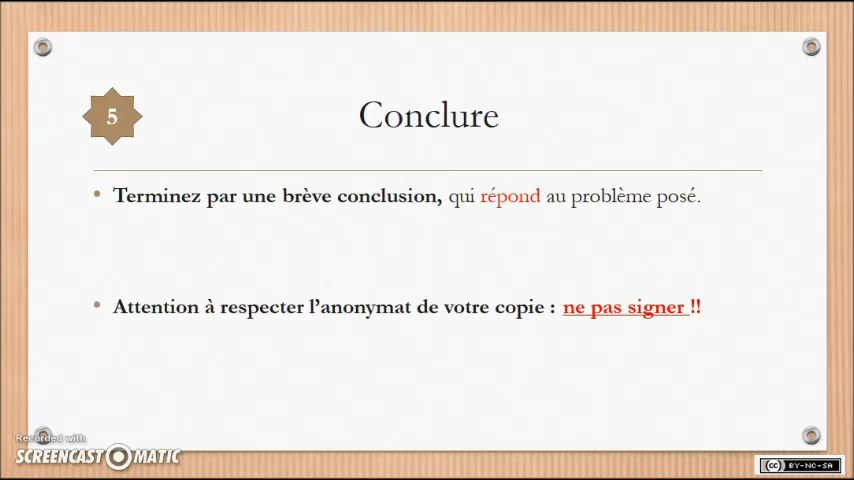 5
Conclure
• Terminez par une brève conclusion, qui répond au problème posé.
• Attention à respecter l’anonymat de votre copie : ne pas signer !!
Recorded with
SCREENCAST MATIC
cc BY-NC-SA